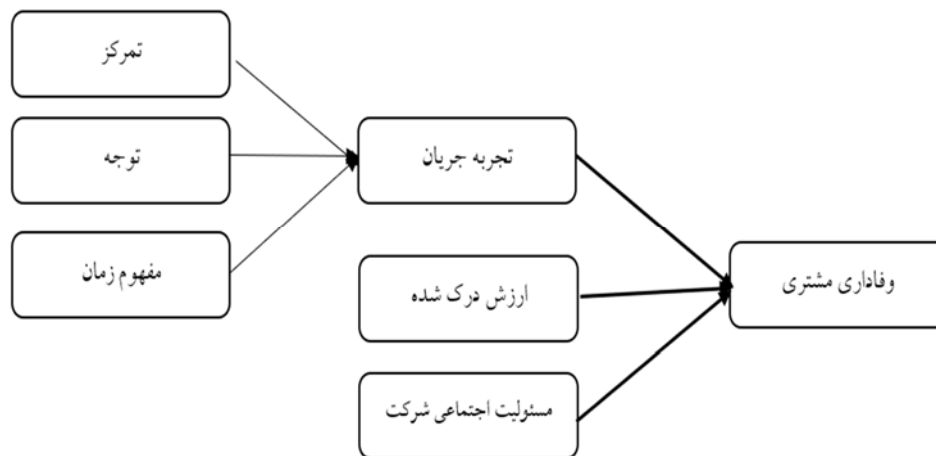 تمرکز
توجه
مفهوم زمان
تجربه جریان
ارزش درک شده
مسئولیت اجتماعی شرکت
وفاداری مشتری